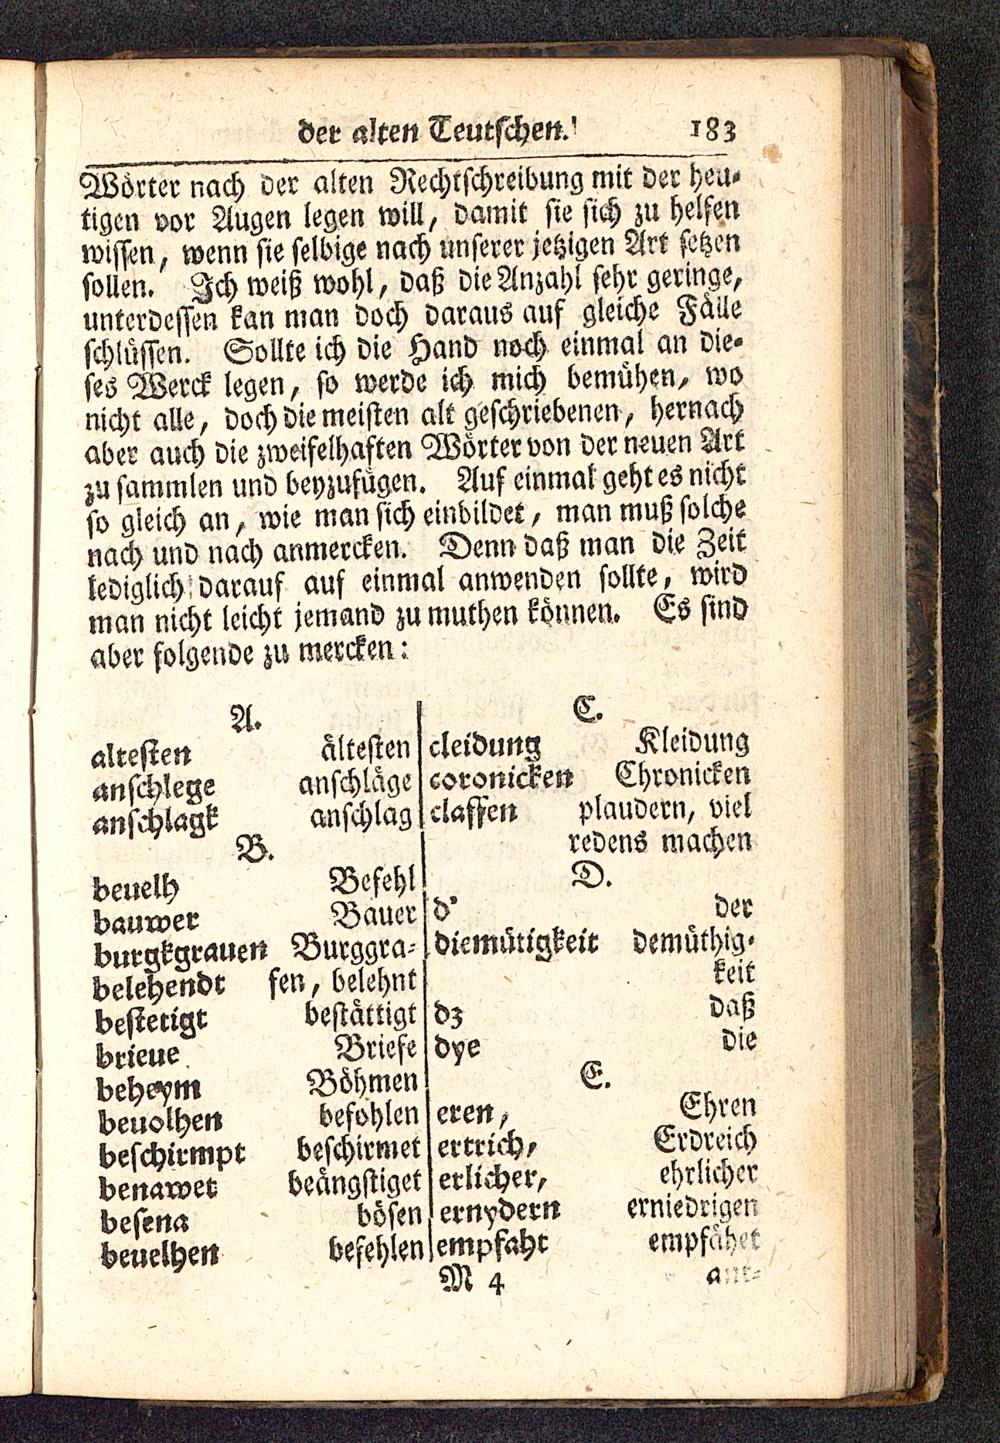 der alten Teutschen. 183
Wörter nach der alten Rechtschreibung mit der heu-
tigen vor Augen legen will, damit sie sich zu helfen
wissen, wenn sie selbige nach unserer jetzigen Art setzen
sollen. Ich weiß wohl, daß die Anzahl sehr geringe,
unterdessen kan man doch daraus auf gleiche Fälle
schlüssen. Sollte ich die Hand noch einmal an die-
ses Werck legen, so werde ich mich bemühen, wo
nicht alle, doch die meisten alt geschriebenen, hernach
aber auch die zweifelhaften Wörter von der neuen Art
zu sammlen und beyzufügen. Auf einmal geht es nicht
so gleich an, wie man sich einbildet, man muß solche
nach und nach anmercken. Denn daß man die Zeit
lediglich darauf auf einmal anwenden sollte, wird
man nicht leicht jemand zu muthen können. Es sind
aber folgende zu mercken:
A.
altesten ältesten
anschlege anschläge
anschlagk anschlag
B.
beuelh Befehl
bauwer Bauer
burgkgrauen Burggra-
belehendt fen, belehnt
bestetigt bestättigt
brieue Briefe
beheym Böhmen
beuolhen befohlen
beschirmpt beschirmet
benawet beängstiget
besena bösen
beuelhen befehlen
C.
cleidung Kleidung
coronicken Chronicken
claffen plaudern, viel
redens machen
D.
d' der
diemütigkeit demüthig-
keit
dz daß
dye die
E.
eren, Ehren
ertrich, Erdreich
erlicher, ehrlicher
ernydern erniedrigen
empfaht empfähet
M 4 ant-